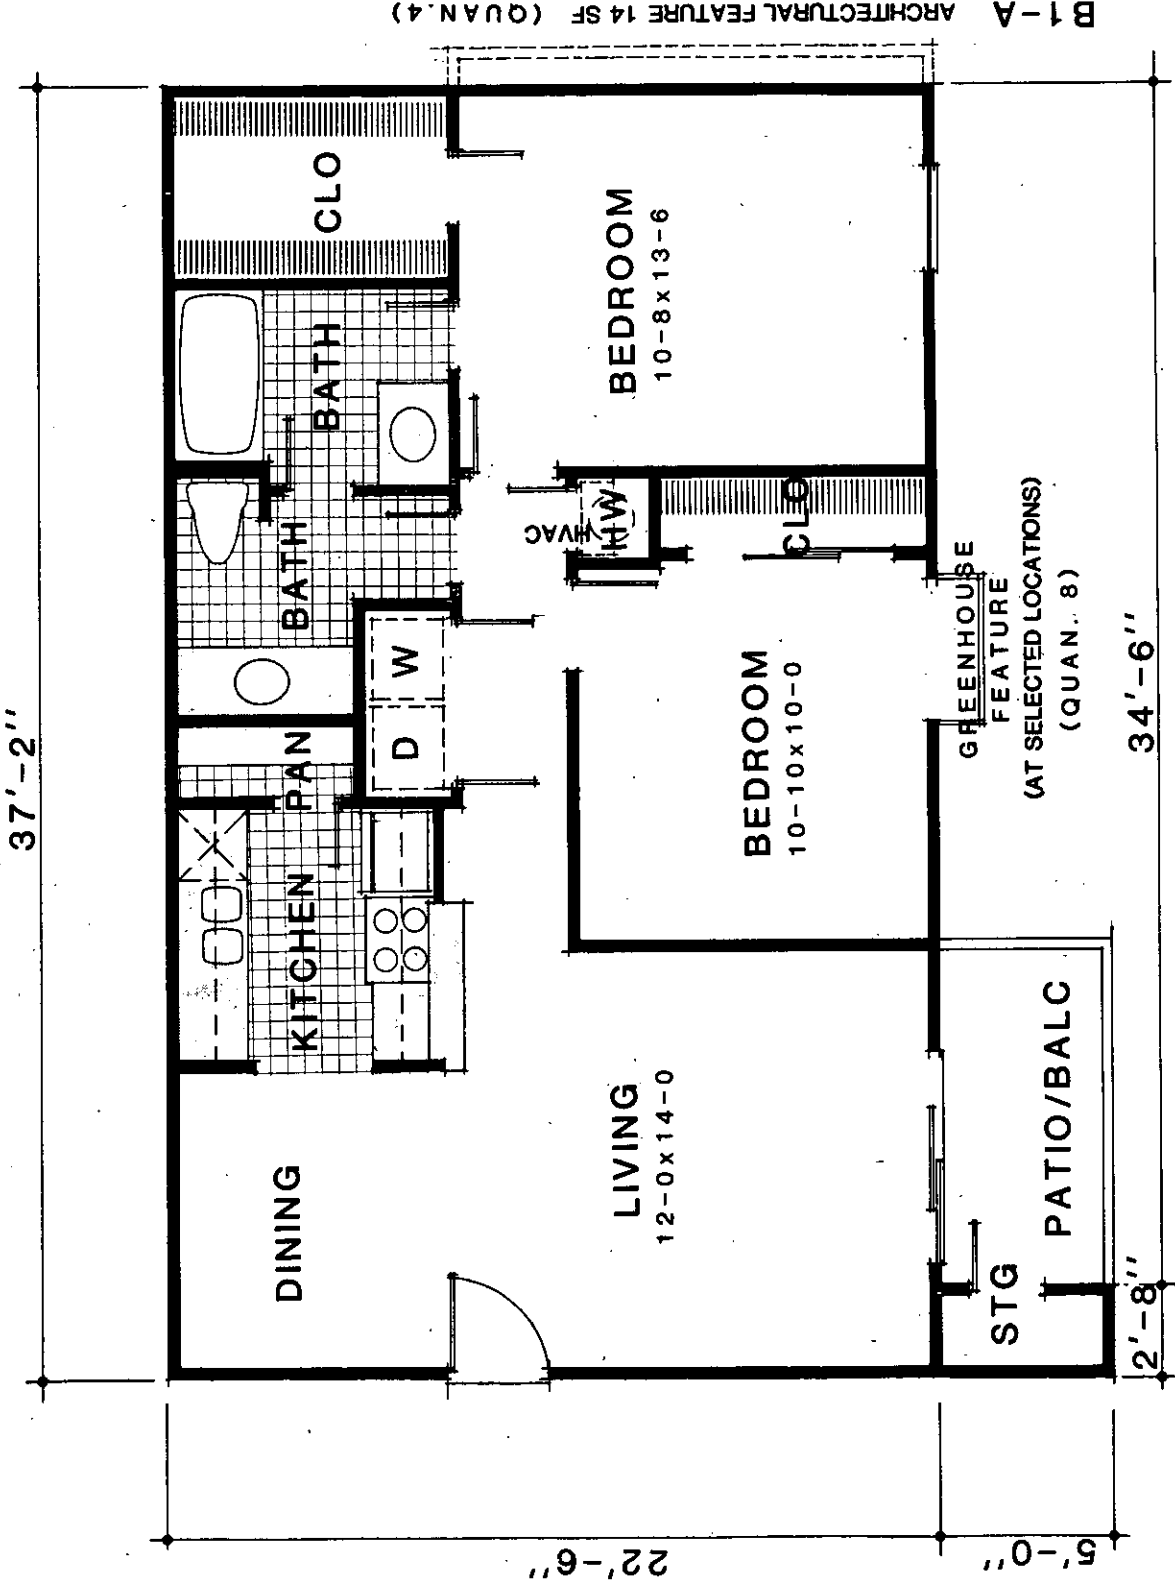 B1-A ARCHITECTURAL FEATURE 14 SF (QUAN.4)
37'-2"
CLO
BATH
BEDROOM
10-8x13-6
BATH
HVAC
HW
CLO
W
D
PAN
KITCHEN
BEDROOM
10-10x10-0
GREENHOUSE
FEATURE
(AT SELECTED LOCATIONS)
(QUAN. 8)
34'-6"
DINING
LIVING
12-0x14-0
PATIO/BALC
STG
2'-8"
22'-6"
5'-0"